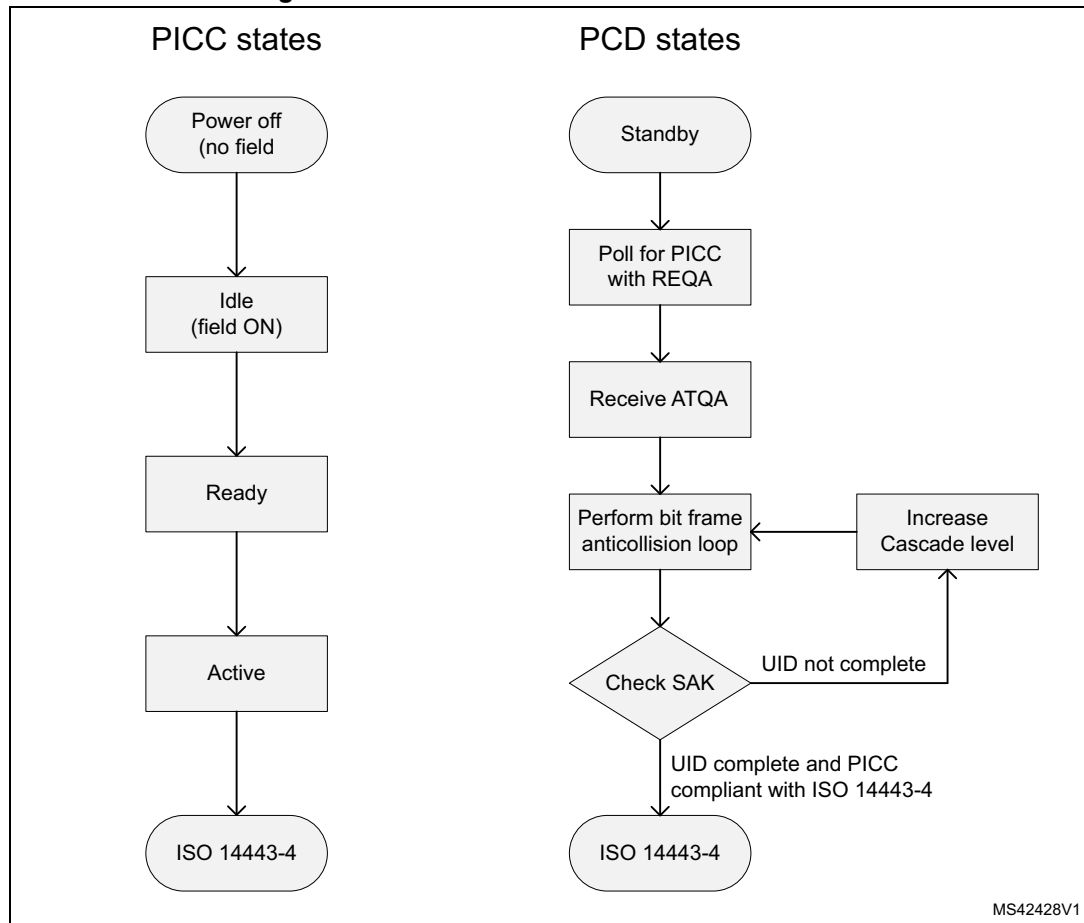 PICC states
Power off
(no field
Idle
(field ON)
Ready
Active
ISO 14443-4
PCD states
Standby
Poll for PICC
with REQA
Receive ATQA
Perform bit frame
anticollision loop
Increase
Cascade level
Check SAK
UID not complete
UID complete and PICC
compliant with ISO 14443-4
ISO 14443-4
MS42428V1